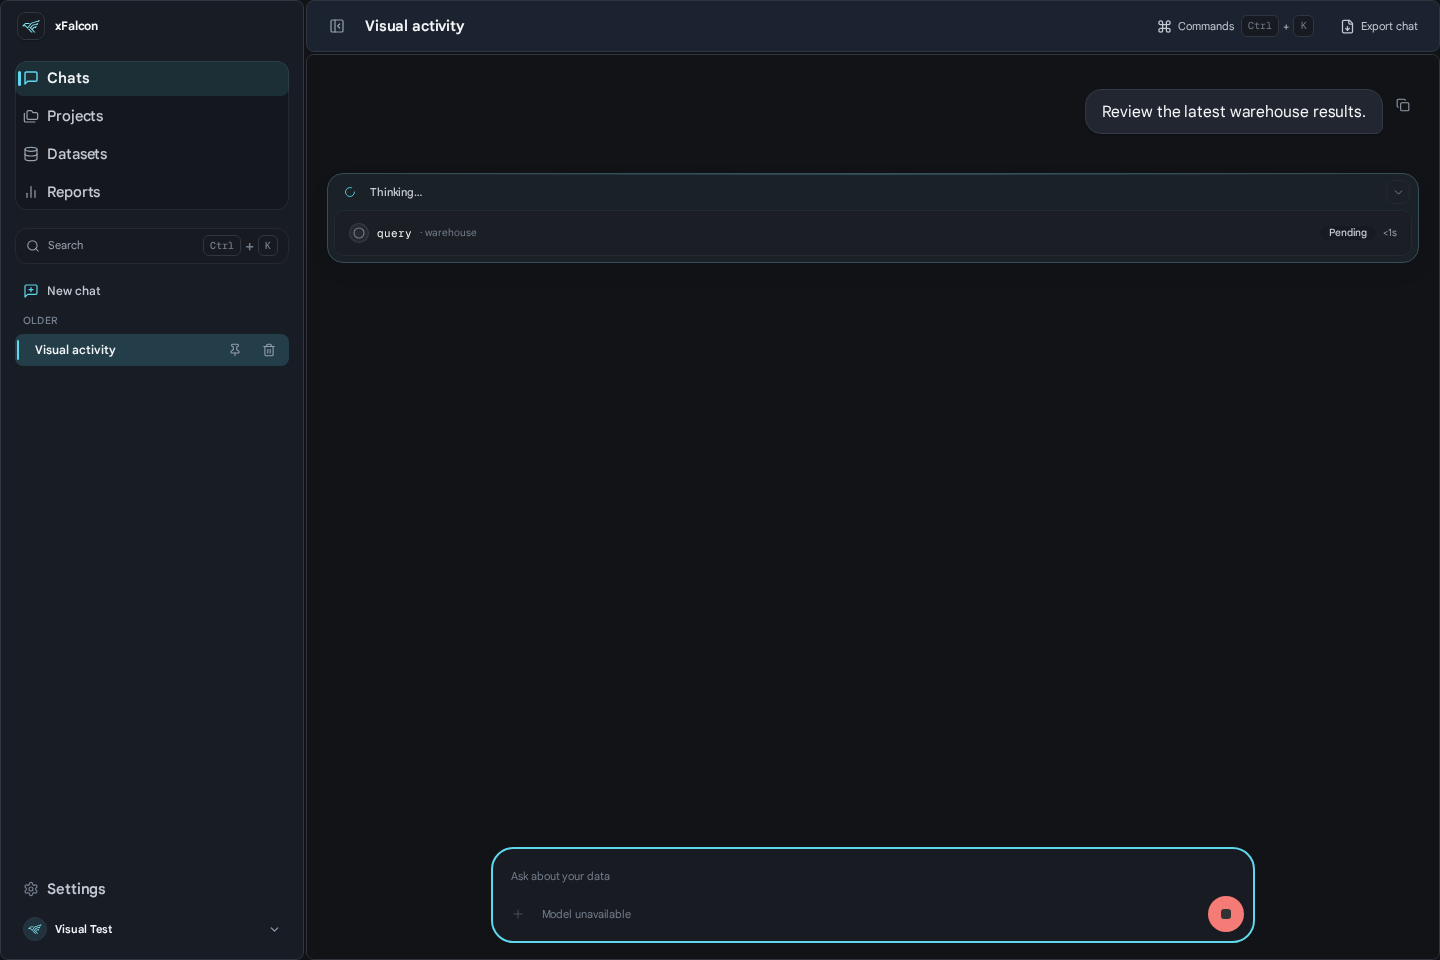 xFalcon
Chats
Projects
Datasets
Reports
Search Ctrl + K
New chat
OLDER
Visual activity
Settings
Visual Test
Visual activity
Commands Ctrl + K Export chat
Review the latest warehouse results.
Thinking...
query · warehouse Pending <1s
Ask about your data
Model unavailable